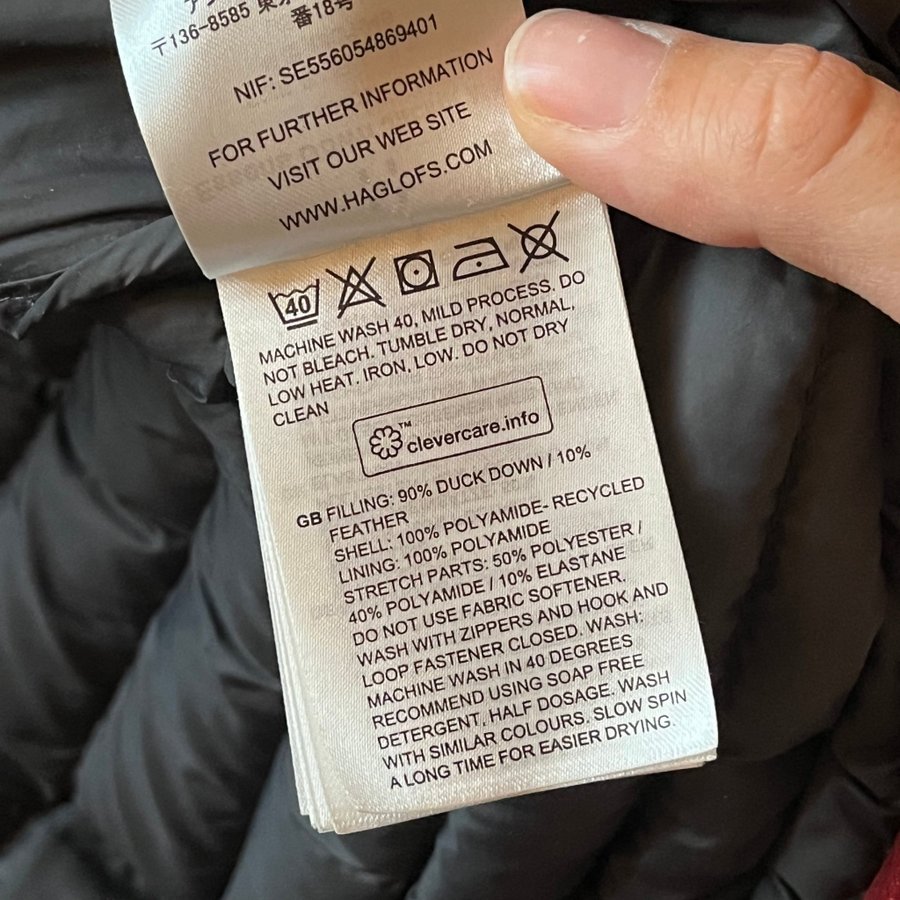 〒136-8585 東京
番18号
NIF: SE556054869401
FOR FURTHER INFORMATION
VISIT OUR WEB SITE
WWW.HAGLOFS.COM
40
MACHINE WASH 40, MILD PROCESS. DO
NOT BLEACH. TUMBLE DRY, NORMAL,
LOW HEAT. IRON, LOW. DO NOT DRY
CLEAN
clevercare.info™
GB FILLING: 90% DUCK DOWN / 10%
FEATHER
SHELL: 100% POLYAMIDE- RECYCLED
LINING: 100% POLYAMIDE
STRETCH PARTS: 50% POLYESTER /
40% POLYAMIDE / 10% ELASTANE
DO NOT USE FABRIC SOFTENER.
WASH WITH ZIPPERS AND HOOK AND
LOOP FASTENER CLOSED. WASH:
MACHINE WASH IN 40 DEGREES
RECOMMEND USING SOAP FREE
DETERGENT, HALF DOSAGE. WASH
WITH SIMILAR COLOURS. SLOW SPIN
A LONG TIME FOR EASIER DRYING.